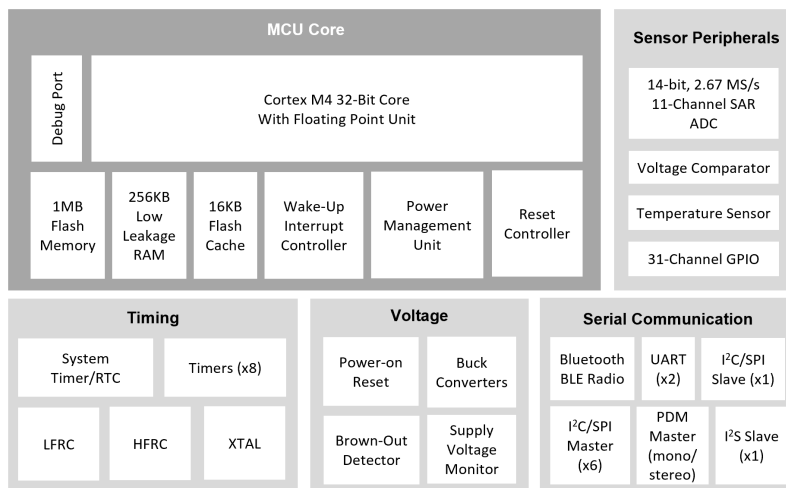 MCU Core
Debug Port
Cortex M4 32-Bit Core
With Floating Point Unit
1MB
Flash
Memory
256KB
Low
Leakage
RAM
16KB
Flash
Cache
Wake-Up
Interrupt
Controller
Power
Management
Unit
Reset
Controller
Sensor Peripherals
14-bit, 2.67 MS/s
11-Channel SAR
ADC
Voltage Comparator
Temperature Sensor
31-Channel GPIO
Timing
System
Timer/RTC
Timers (x8)
LFRC
HFRC
XTAL
Voltage
Power-on
Reset
Buck
Converters
Brown-Out
Detector
Supply
Voltage
Monitor
Serial Communication
Bluetooth
BLE Radio
UART
(x2)
I²C/SPI
Slave (x1)
I²C/SPI
Master
(x6)
PDM
Master
(mono/
stereo)
I²S Slave
(x1)